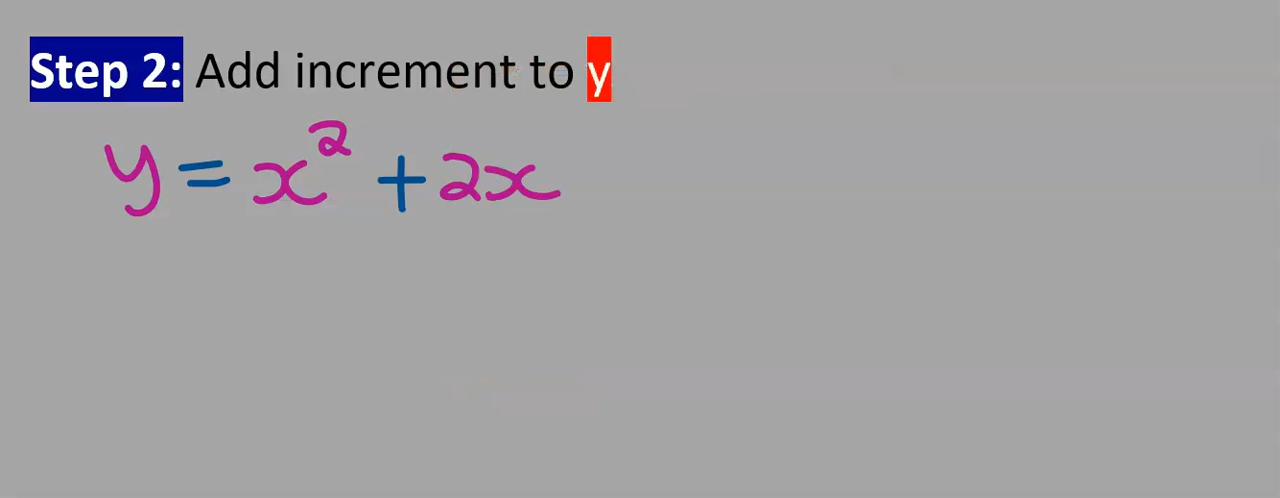 Step 2: Add increment to y
y = x² + 2x